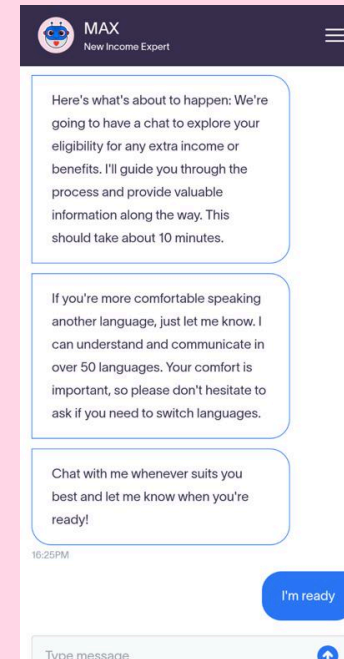 MAX
New Income Expert
Here's what's about to happen: We're
going to have a chat to explore your
eligibility for any extra income or
benefits. I'll guide you through the
process and provide valuable
information along the way. This
should take about 10 minutes.
If you're more comfortable speaking
another language, just let me know. I
can understand and communicate in
over 50 languages. Your comfort is
important, so please don't hesitate to
ask if you need to switch languages.
Chat with me whenever suits you
best and let me know when you're
ready!
16:25PM
I'm ready
Type message